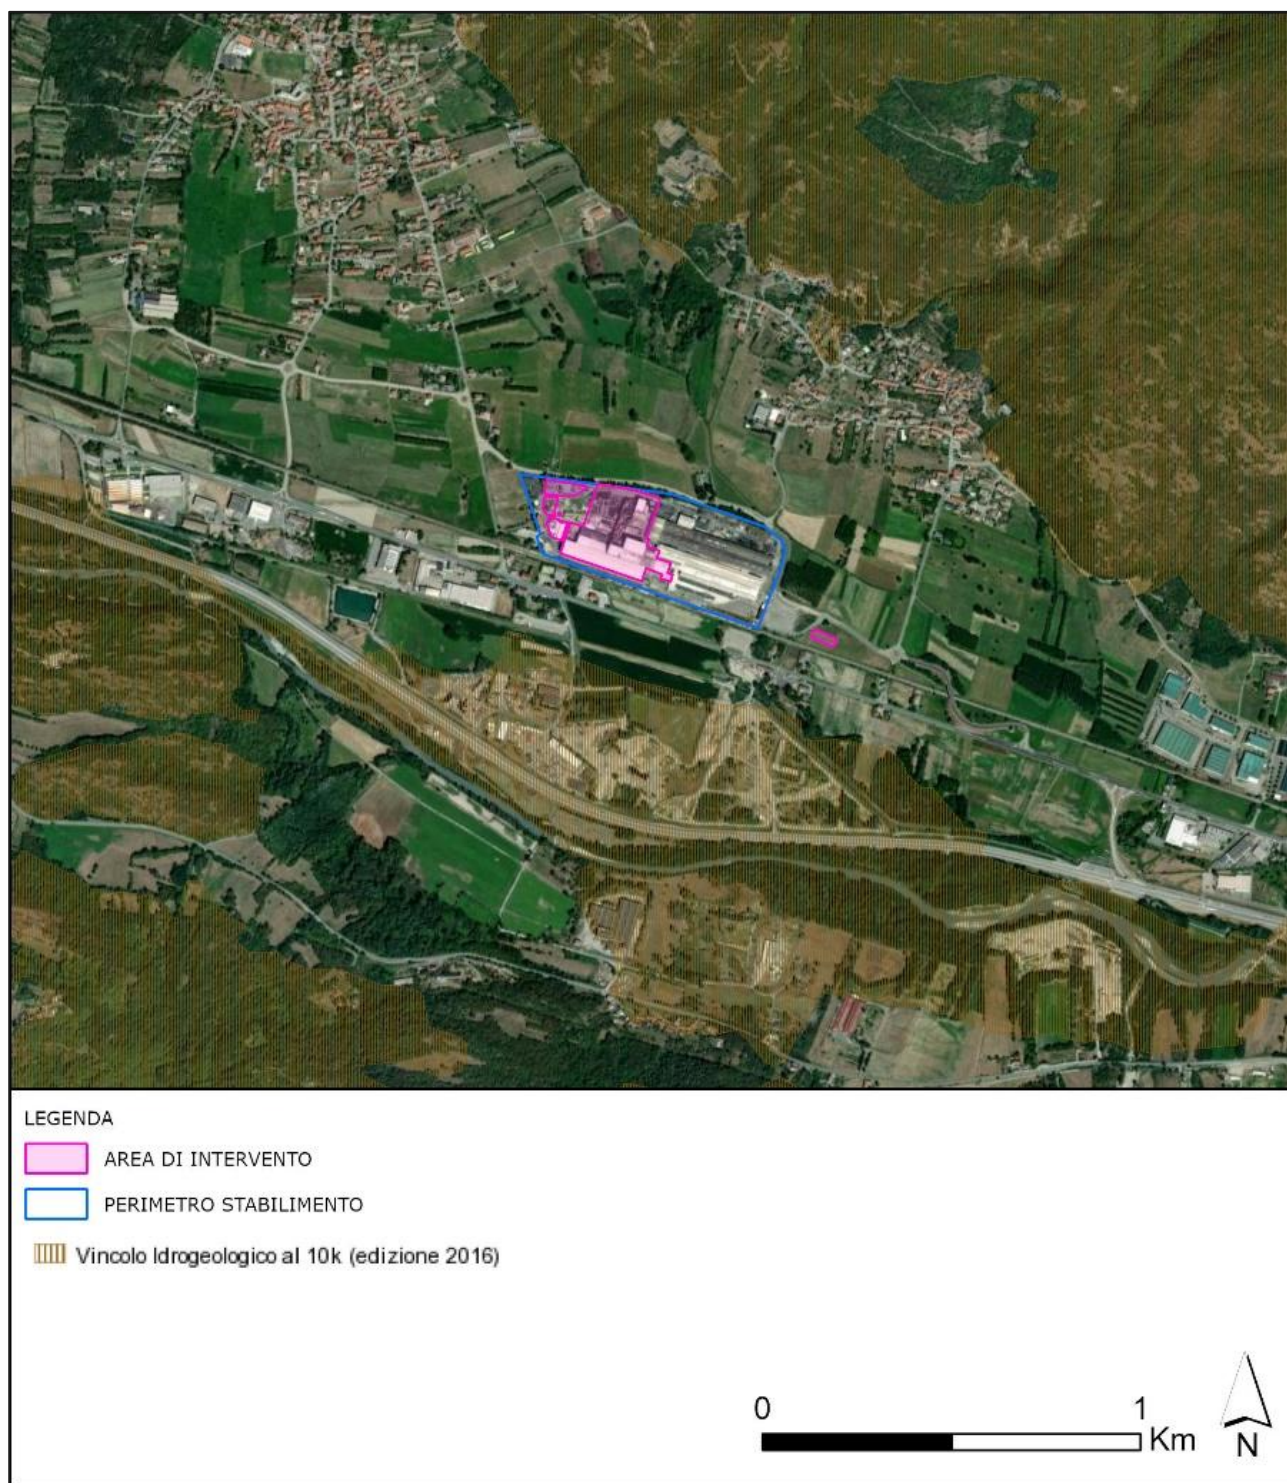 LEGENDA
AREA DI INTERVENTO
PERIMETRO STABILIMENTO
Vincolo Idrogeologico al 10k (edizione 2016)
0 1
Km
N